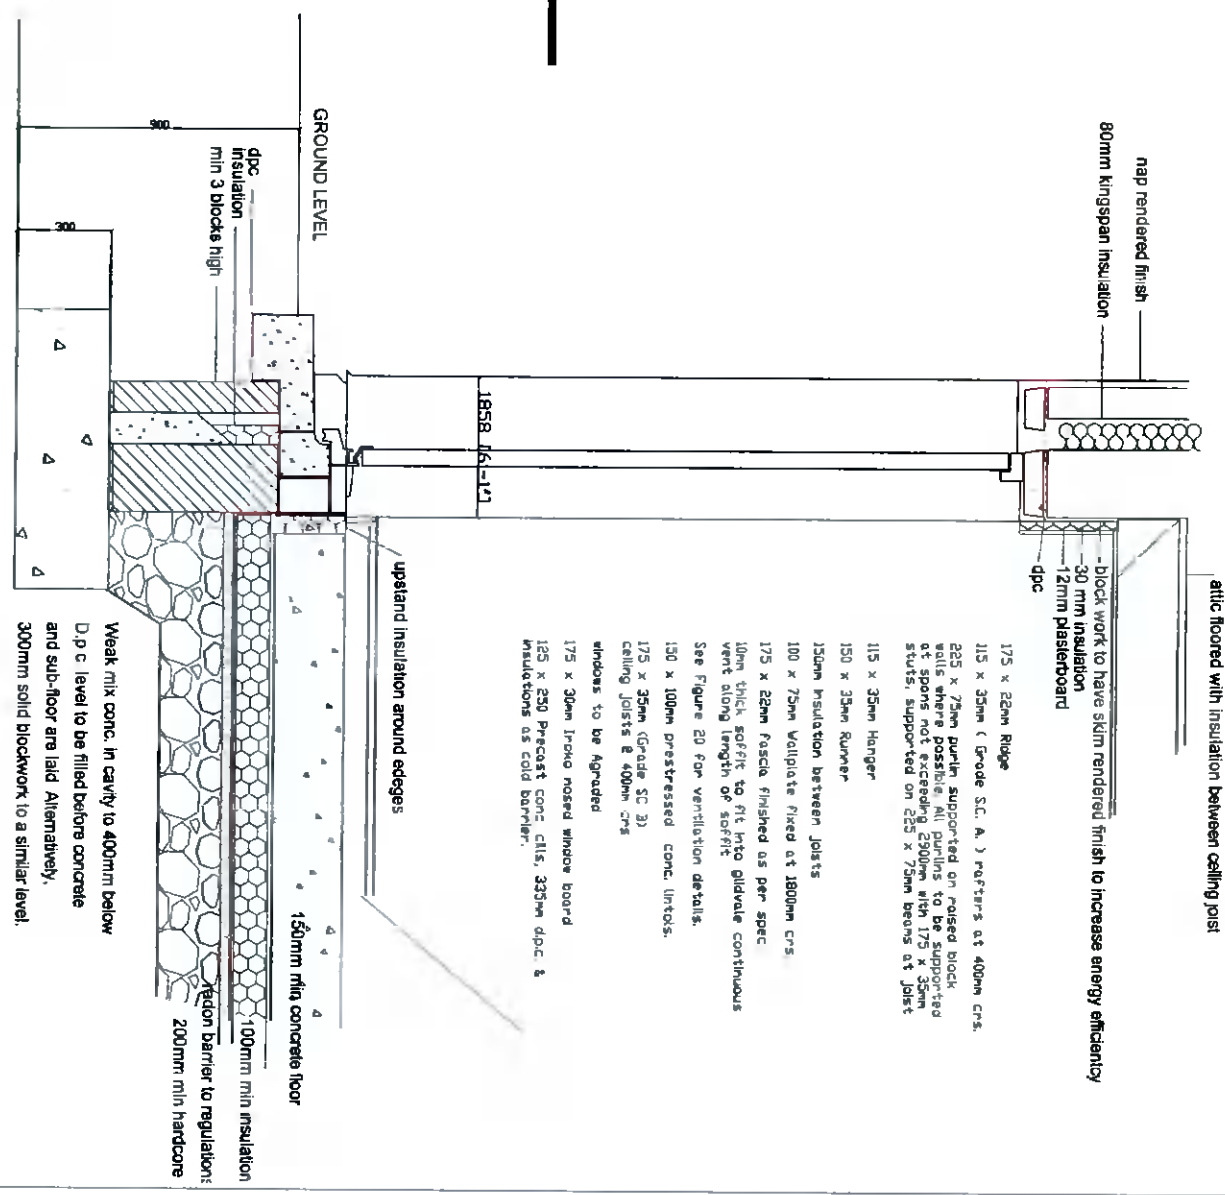 attic floored with insulation between ceiling joist
nap rendered finish
80mm kingspan insulation
block work to have skim rendered finish to increase energy efficientcy
30 mm insulation
12mm plasterboard
dpc
175 x 22mm Ridge
115 x 35mm ( Grade S.C. A. ) rafters at 400mm crs.
225 x 75mm purlin supported on raised block
walls where possible. All purlins to be supported
at spans not exceeding 2900mm with 175 x 35mm
stuts, supported on 225 x 75mm beams at joist
115 x 35mm Hanger
150 x 35mm Runner
150mm Insulation between joists
100 x 75mm Wallplate fixed at 1800mm crs
175 x 22mm fascia finished as per spec
10mm thick soffit to fit into glidvale continuous
vent along length of soffit
See Figure 20 for ventilation details.
150 x 100mm prestressed conc. lintols.
175 x 35mm (Grade SC 3)
ceiling joists @ 400mm crs
windows to be Agraded
175 x 30mm Iroko nosed window board
125 x 250 Precast conc cills, 335mm d.p.c. &
insulations as cold barrier.
1858 [6'-1"]
upstand insulation around edeges
GROUND LEVEL
900
300
dpc
insulation
min 3 blocks high
150mm min concrete floor
100mm min insulation
radon barrier to regulations
200mm min hardcore
Weak mix conc. in cavity to 400mm below
D.p c level to be filled before concrete
and sub-floor are laid Alternatively,
300mm solid blockwork to a similar level.